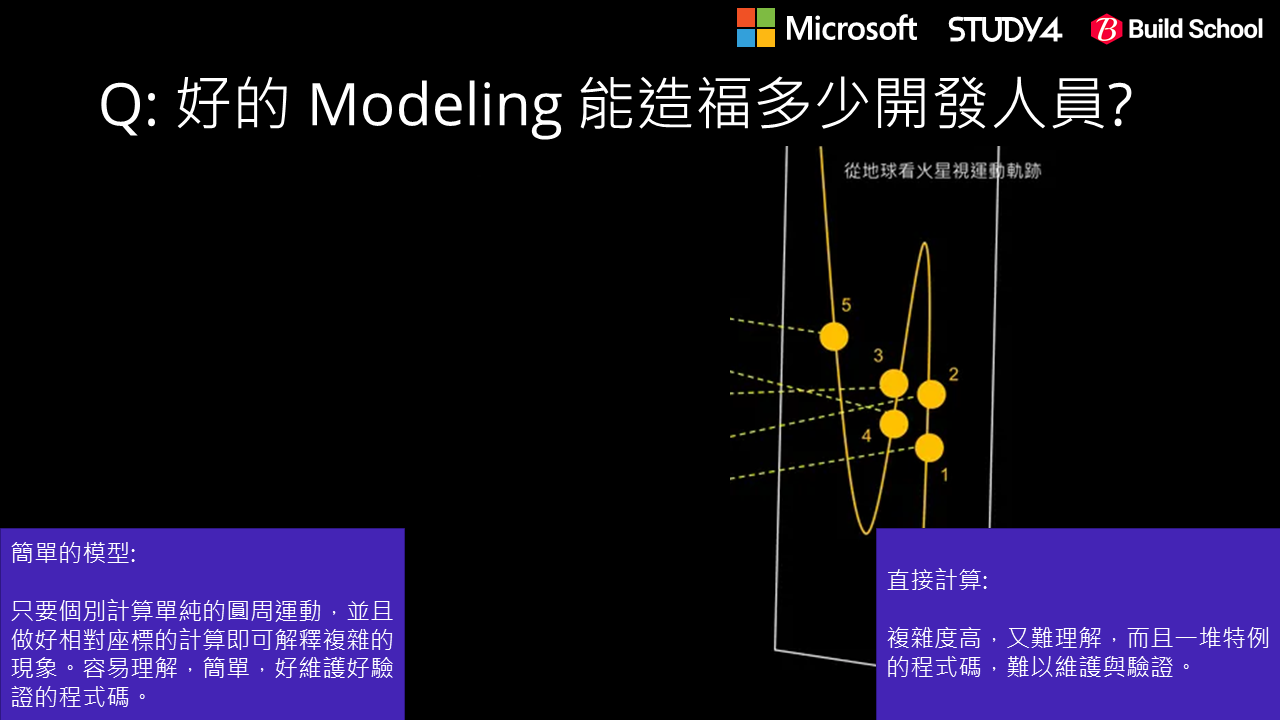 Microsoft STUDY4 Build School
Q: 好的 Modeling 能造福多少開發人員?
從地球看火星視運動軌跡
5
3
2
4
1
簡單的模型:
只要個別計算單純的圓周運動，並且
做好相對座標的計算即可解釋複雜的
現象。容易理解，簡單，好維護好驗
證的程式碼。
直接計算:
複雜度高，又難理解，而且一堆特例
的程式碼，難以維護與驗證。